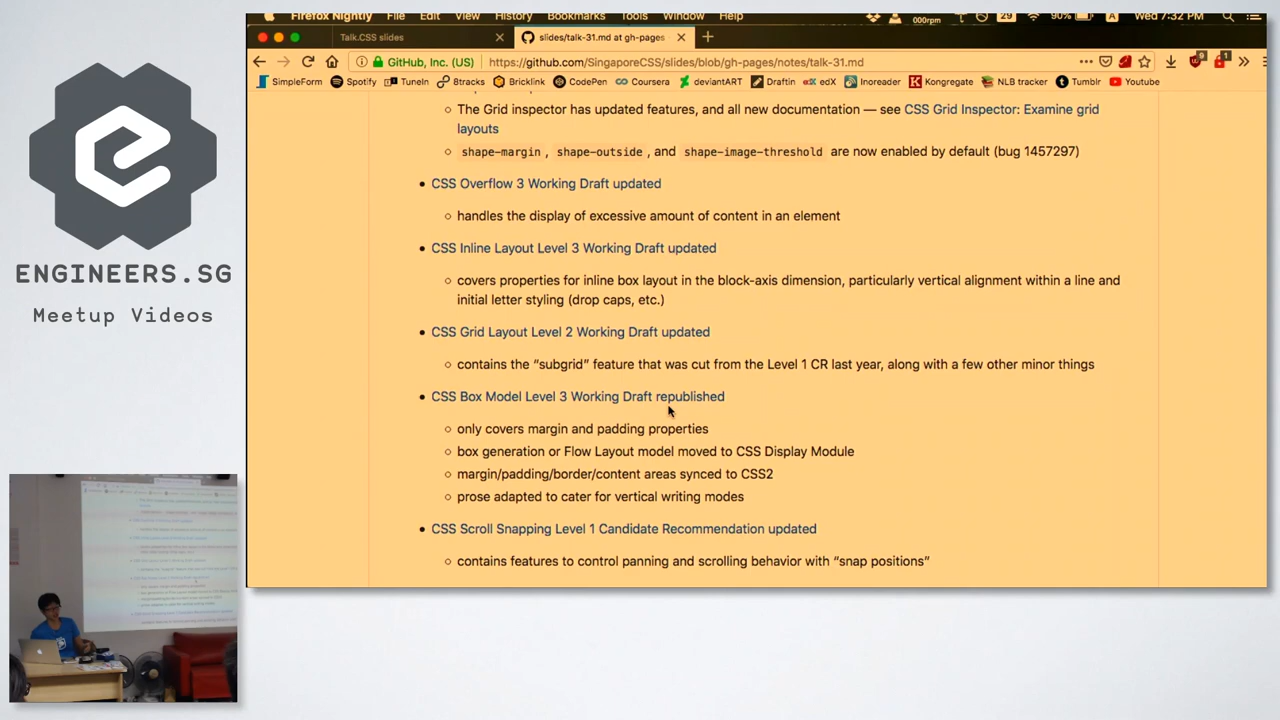 Firefox Nightly File Edit View History Bookmarks Tools Window Help 000rpm 29 90% A Wed 7:32 PM
Talk.CSS slides slides/talk-31.md at gh-pages
GitHub, Inc. (US) https://github.com/SingaporeCSS/slides/blob/gh-pages/notes/talk-31.md
SimpleForm Spotify TuneIn 8tracks Bricklink CodePen Coursera deviantART Draftin edX Inoreader Kongregate NLB tracker Tumblr Youtube
The Grid inspector has updated features, and all new documentation — see CSS Grid Inspector: Examine grid
layouts
shape-margin , shape-outside , and shape-image-threshold are now enabled by default (bug 1457297)
CSS Overflow 3 Working Draft updated
handles the display of excessive amount of content in an element
CSS Inline Layout Level 3 Working Draft updated
covers properties for inline box layout in the block-axis dimension, particularly vertical alignment within a line and
initial letter styling (drop caps, etc.)
CSS Grid Layout Level 2 Working Draft updated
contains the “subgrid” feature that was cut from the Level 1 CR last year, along with a few other minor things
CSS Box Model Level 3 Working Draft republished
only covers margin and padding properties
box generation or Flow Layout model moved to CSS Display Module
margin/padding/border/content areas synced to CSS2
prose adapted to cater for vertical writing modes
CSS Scroll Snapping Level 1 Candidate Recommendation updated
contains features to control panning and scrolling behavior with “snap positions”
ENGINEERS.SG
Meetup Videos